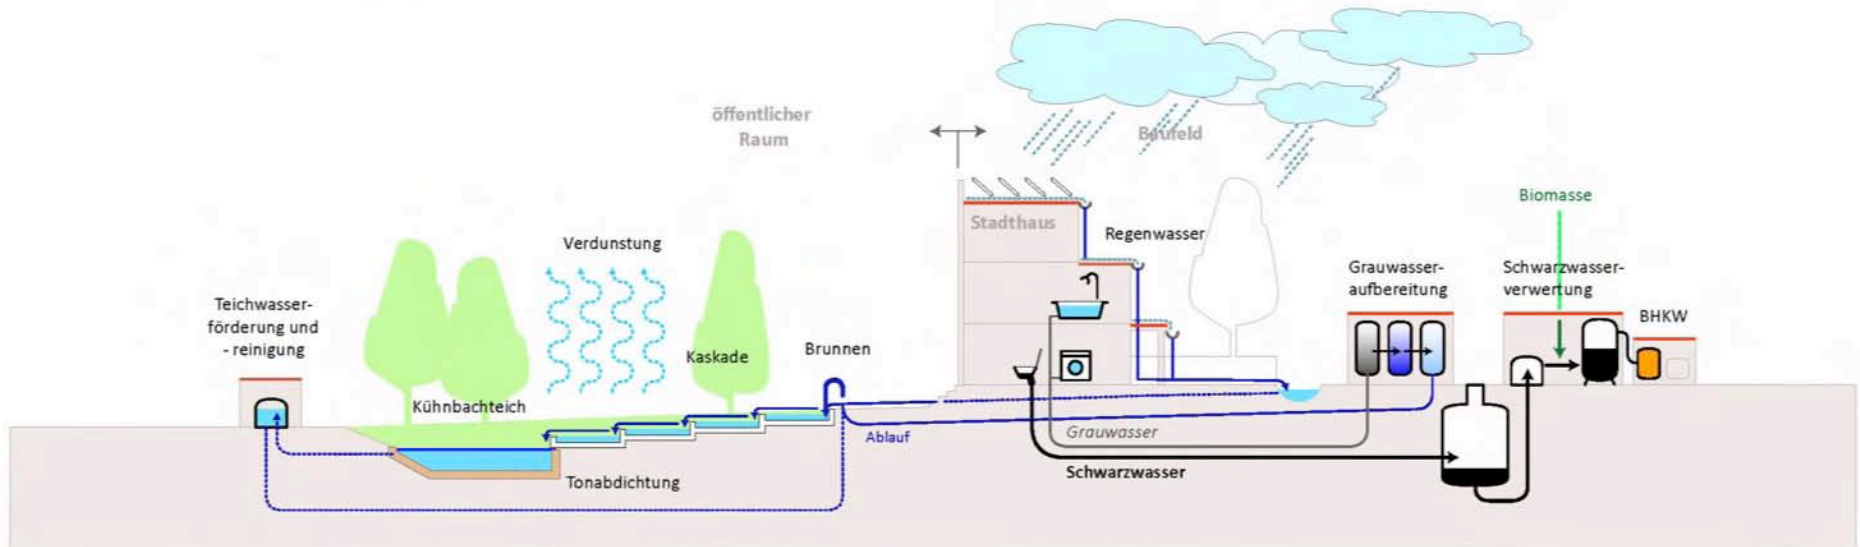 öffentlicher
Raum
Baufeld
Stadthaus
Regenwasser
Biomasse
Verdunstung
Grauwasser-
aufbereitung
Schwarzwasser-
verwertung
BHKW
Teichwasser-
förderung und
- reinigung
Kaskade
Brunnen
Kühnbachteich
Ablauf
Grauwasser
Schwarzwasser
Tonabdichtung